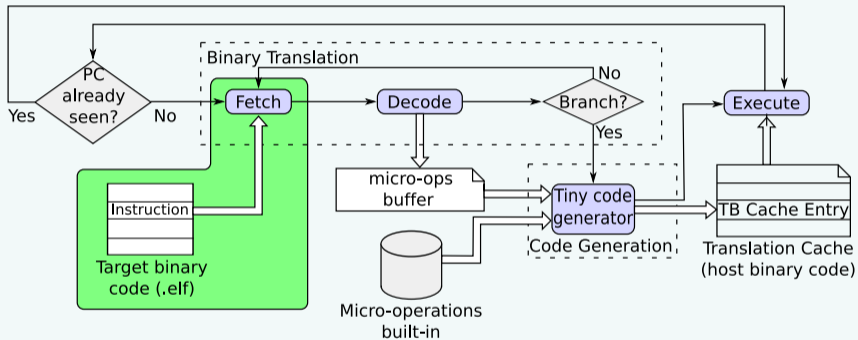 Binary Translation
PC
already
seen?
Yes
No
Fetch
Decode
No
Branch?
Yes
Execute
Instruction
Target binary
code (.elf)
micro-ops
buffer
Tiny code
generator
Code Generation
Micro-operations
built-in
TB Cache Entry
Translation Cache
(host binary code)